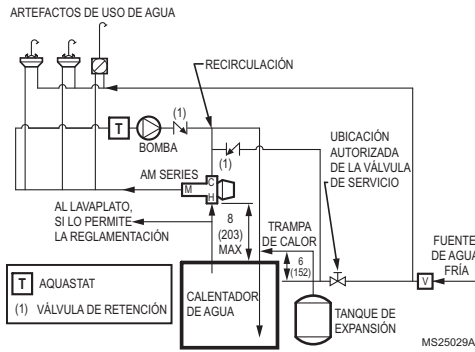 ARTEFACTOS DE USO DE AGUA
RECIRCULACIÓN
(1)
T
BOMBA
(1)
UBICACIÓN
AUTORIZADA
DE LA VÁLVULA
DE SERVICIO
AM SERIES
C
M
H
AL LAVAPLATO,
SI LO PERMITE
LA REGLAMENTACIÓN
8
(203)
MAX
TRAMPA
DE CALOR
6
(152)
FUENTE
DE AGUA
FRÍA
V
T AQUASTAT
(1) VÁLVULA DE RETENCIÓN
CALENTADOR
DE AGUA
TANQUE DE
EXPANSIÓN
MS25029A